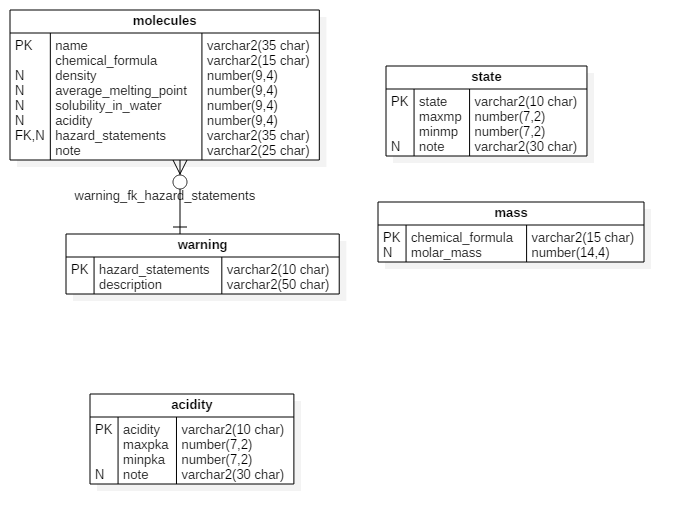 molecules
PK name varchar2(35 char)
chemical_formula varchar2(15 char)
N density number(9,4)
N average_melting_point number(9,4)
N solubility_in_water number(9,4)
N acidity number(9,4)
FK,N hazard_statements varchar2(35 char)
note varchar2(25 char)
warning_fk_hazard_statements
warning
PK hazard_statements varchar2(10 char)
description varchar2(50 char)
state
PK state varchar2(10 char)
maxmp number(7,2)
minmp number(7,2)
N note varchar2(30 char)
mass
PK chemical_formula varchar2(15 char)
N molar_mass number(14,4)
acidity
PK acidity varchar2(10 char)
maxpka number(7,2)
minpka number(7,2)
N note varchar2(30 char)